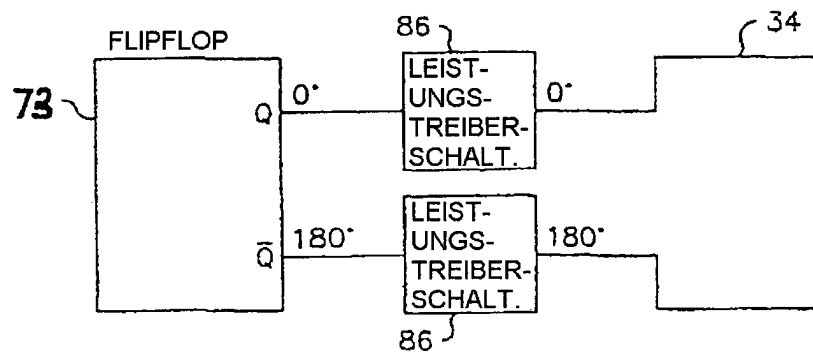 FLIPFLOP
73
Q
0°
86
LEIST-
UNGS-
TREIBER-
SCHALT.
0°
34
Q̅
180°
LEIST-
UNGS-
TREIBER-
SCHALT.
180°
86